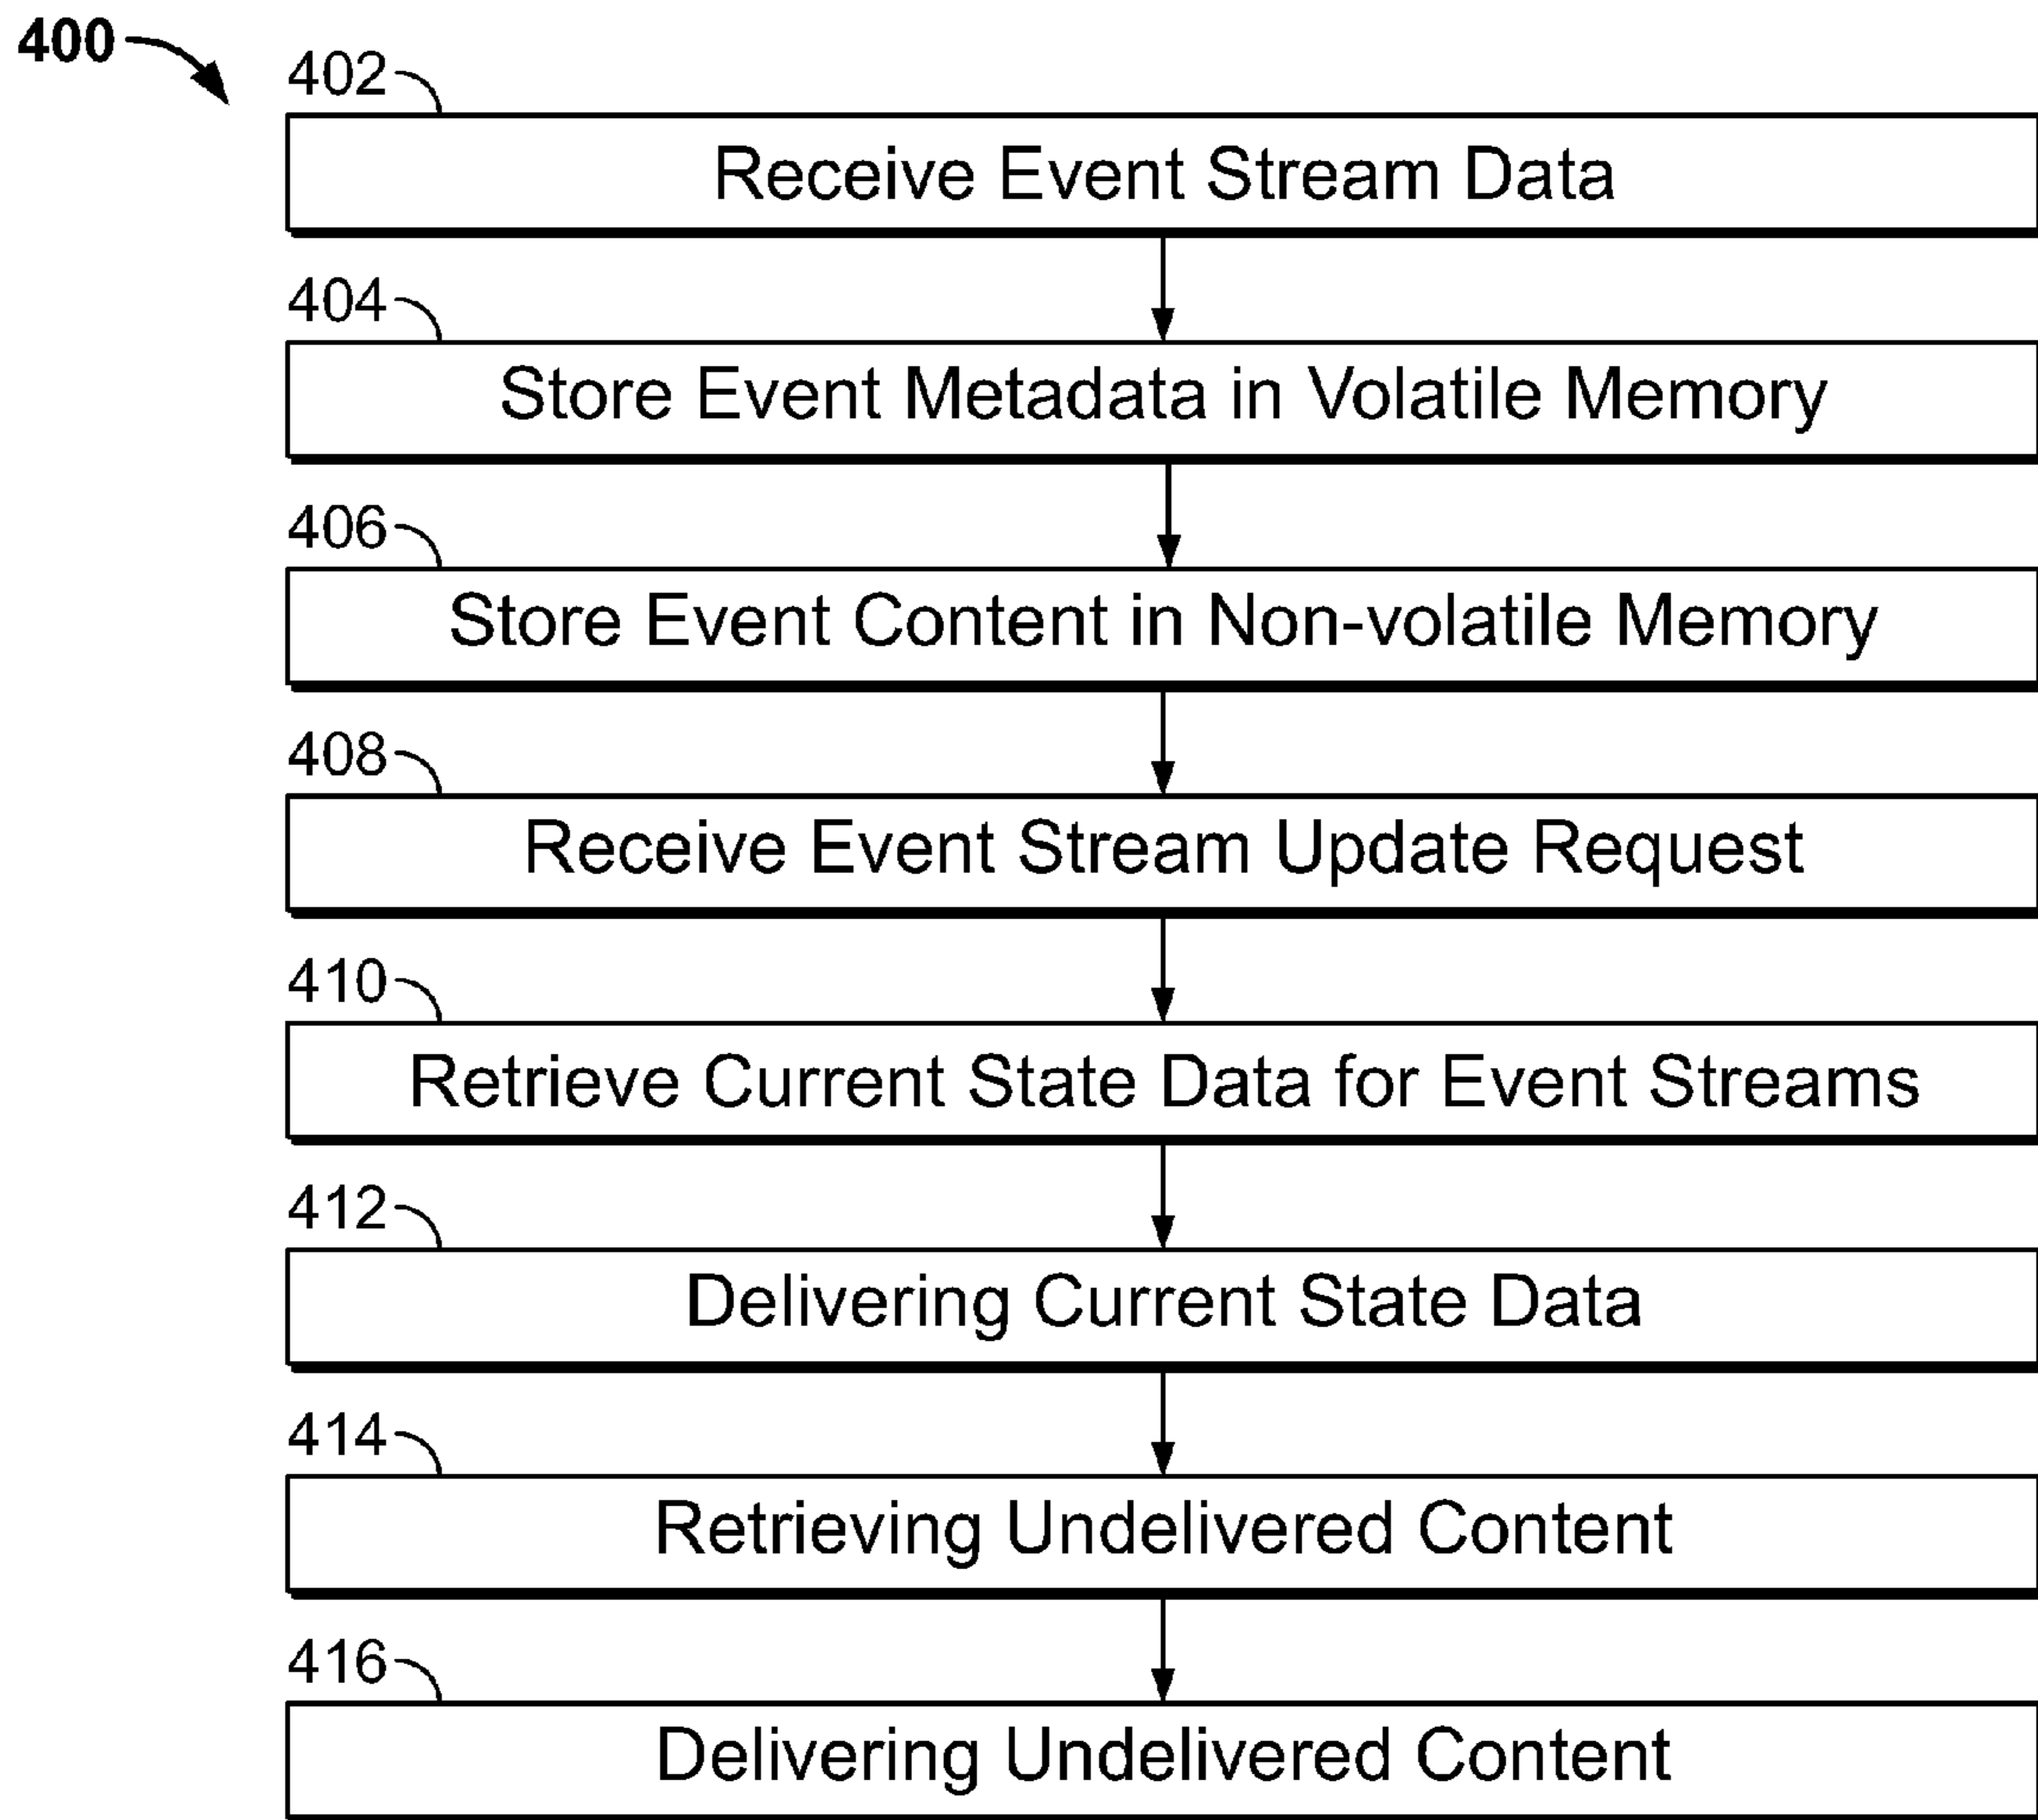 400
402
Receive Event Stream Data
404
Store Event Metadata in Volatile Memory
406
Store Event Content in Non-volatile Memory
408
Receive Event Stream Update Request
410
Retrieve Current State Data for Event Streams
412
Delivering Current State Data
414
Retrieving Undelivered Content
416
Delivering Undelivered Content